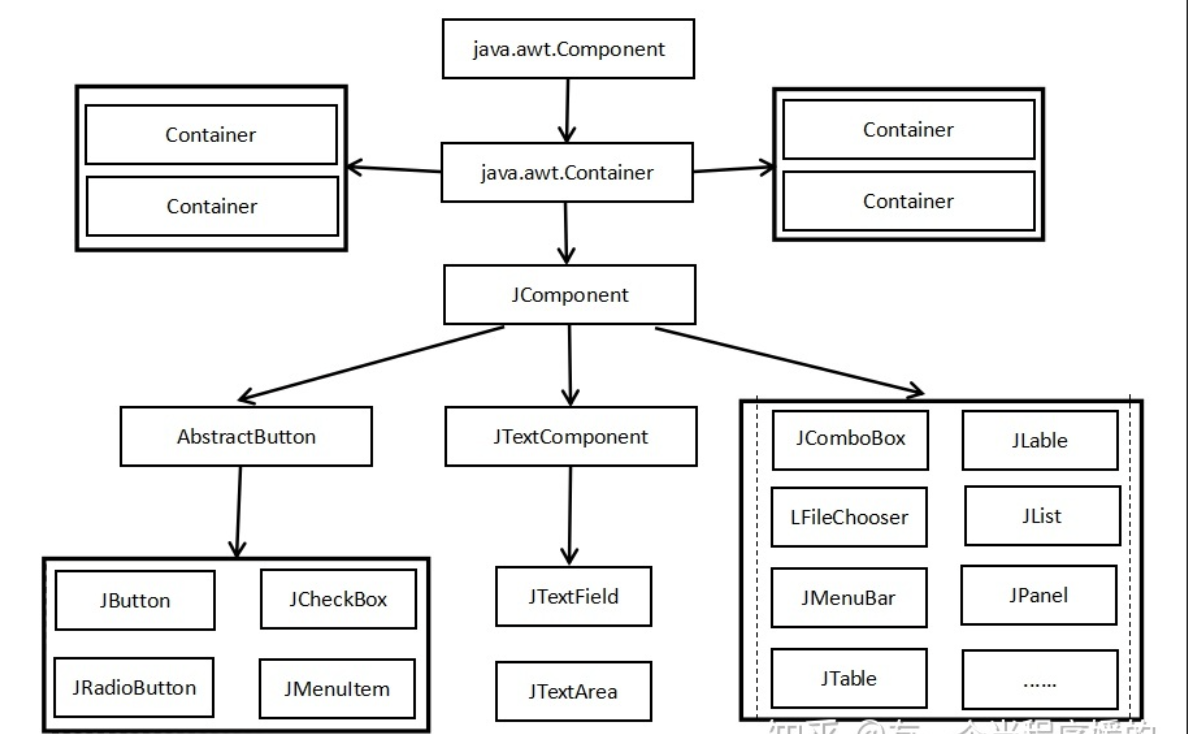 java.awt.Component
Container
Container
java.awt.Container
Container
Container
JComponent
AbstractButton
JTextComponent
JComboBox
JLable
LFileChooser
JList
JMenuBar
JPanel
JTable
......
JButton
JCheckBox
JRadioButton
JMenuItem
JTextField
JTextArea
知乎